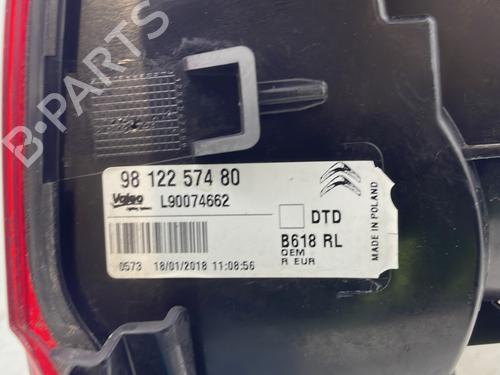 B-PARTS
98 122 574 80
Valeo
L90074662
DTD
B618 RL
OEM
R EUR
0573 18/01/2018 11:08:56
MADE IN POLAND